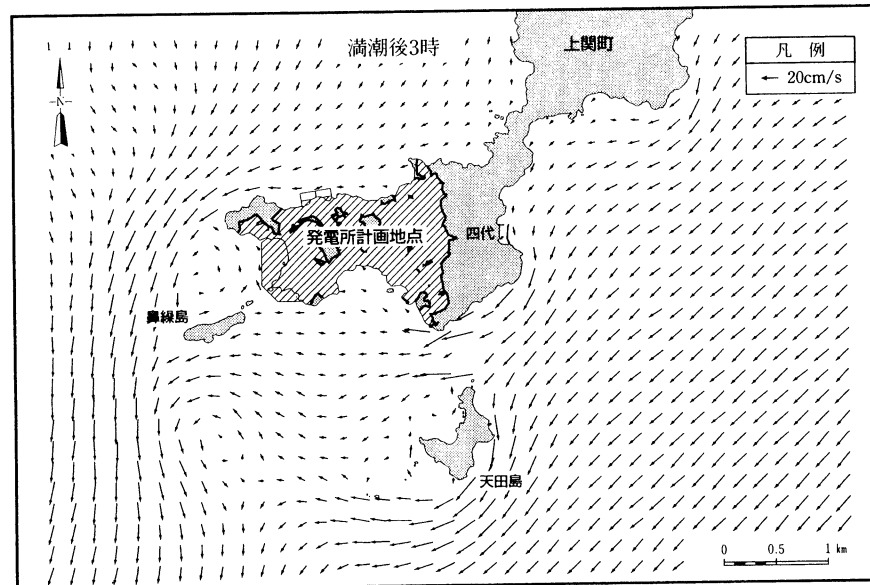 満潮後3時
上関町
凡例
20cm/s
N
発電所計画地点
四代
鼻繰島
天田島
0 0.5 1 km